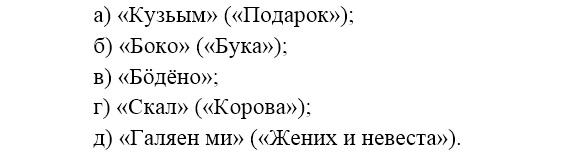 а) «Кузьым» («Подарок»);
б) «Боко» («Бука»);
в) «Бӧдёно»;
г) «Скал» («Корова»);
д) «Галяен ми» («Жених и невеста»).